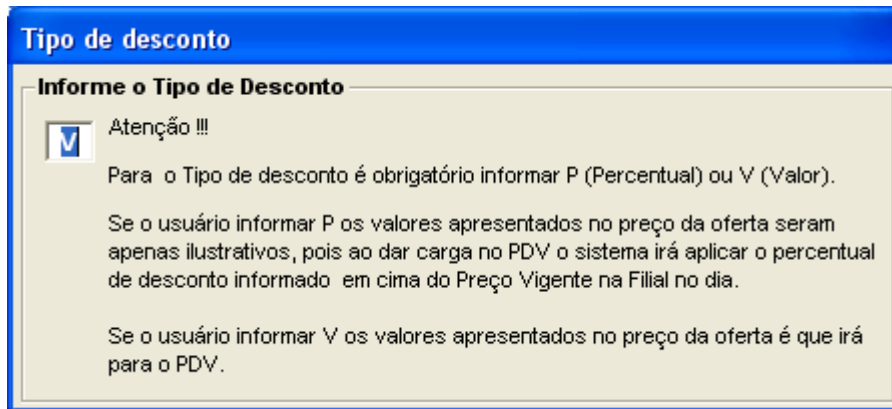 Tipo de desconto
Informe o Tipo de Desconto
V
Atenção !!!
Para o Tipo de desconto é obrigatório informar P (Percentual) ou V (Valor).
Se o usuário informar P os valores apresentados no preço da oferta seram
apenas ilustrativos, pois ao dar carga no PDV o sistema irá aplicar o percentual
de desconto informado em cima do Preço Vigente na Filial no dia.
Se o usuário informar V os valores apresentados no preço da oferta é que irá
para o PDV.